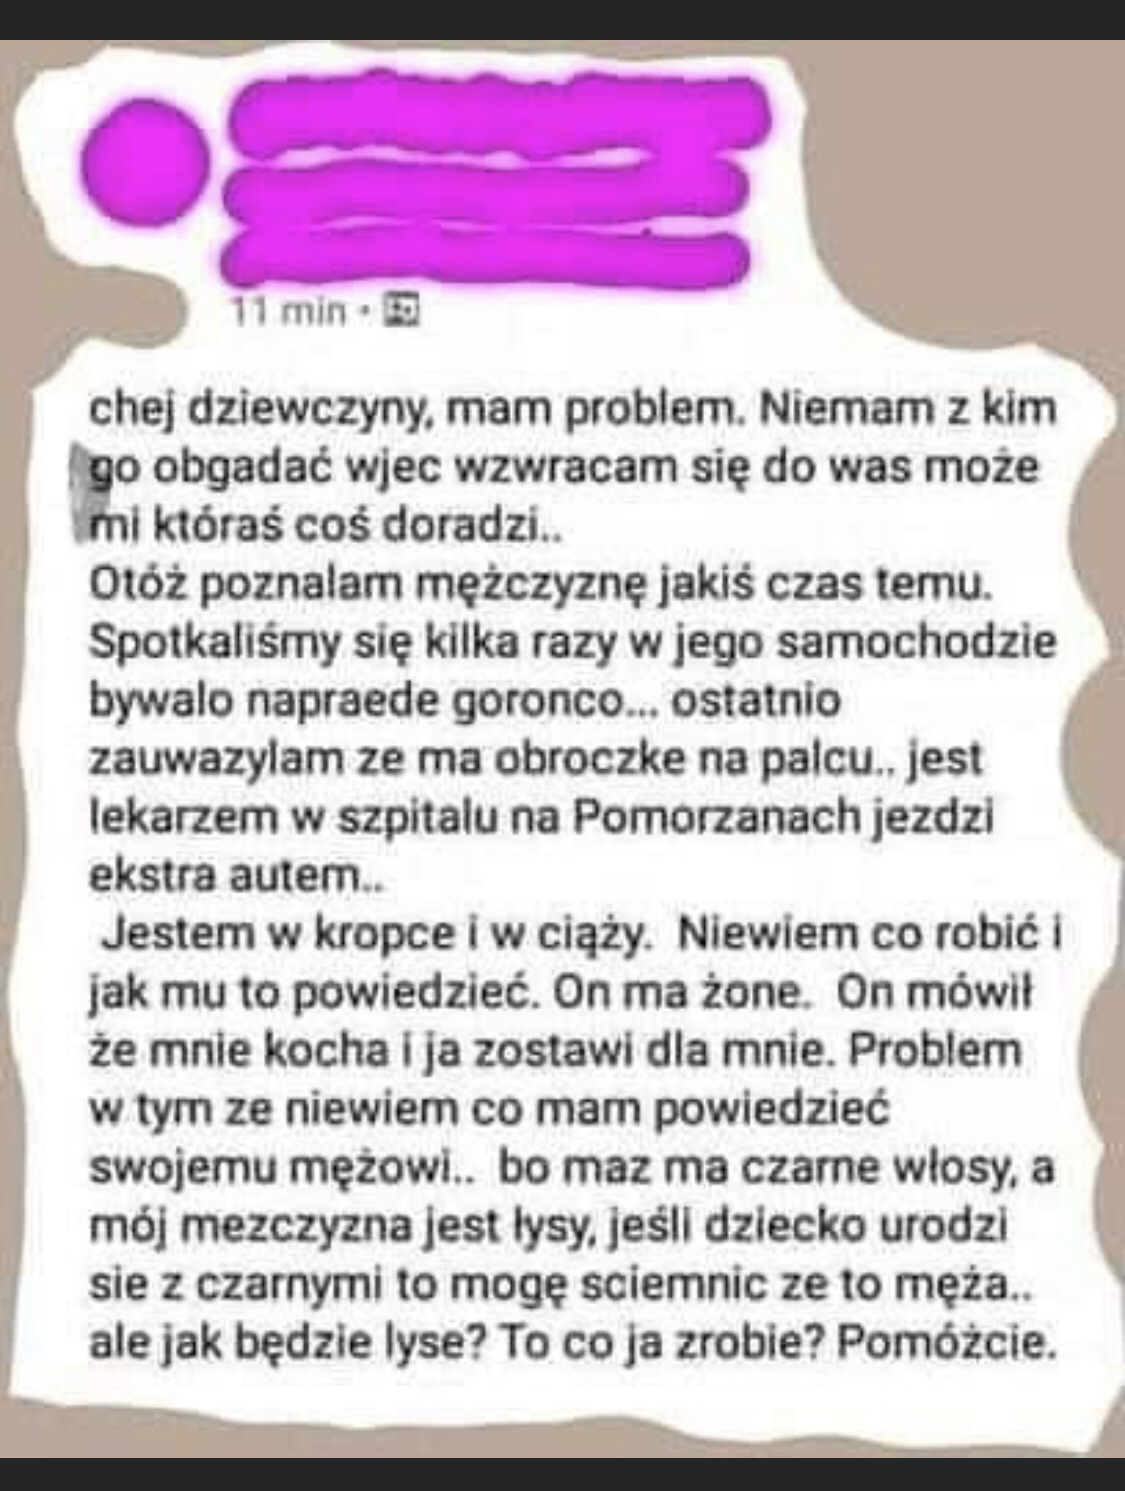 11 min •
chej dziewczyny, mam problem. Niemam z kim
go obgadać wjec wzwracam się do was może
mi któraś coś doradzi..
Otóż poznalam mężczyznę jakiś czas temu.
Spotkaliśmy się kilka razy w jego samochodzie
bywalo napraede goronco... ostatnio
zauwazylam ze ma obroczke na palcu.. jest
lekarzem w szpitalu na Pomorzanach jezdzi
ekstra autem..
Jestem w kropce i w ciąży. Niewiem co robić i
jak mu to powiedzieć. On ma żone. On mówił
że mnie kocha i ja zostawi dla mnie. Problem
w tym ze niewiem co mam powiedzieć
swojemu mężowi.. bo maz ma czarne włosy, a
mój mezczyzna jest łysy, jeśli dziecko urodzi
sie z czarnymi to mogę sciemnic ze to męża..
ale jak będzie lyse? To co ja zrobie? Pomóżcie.